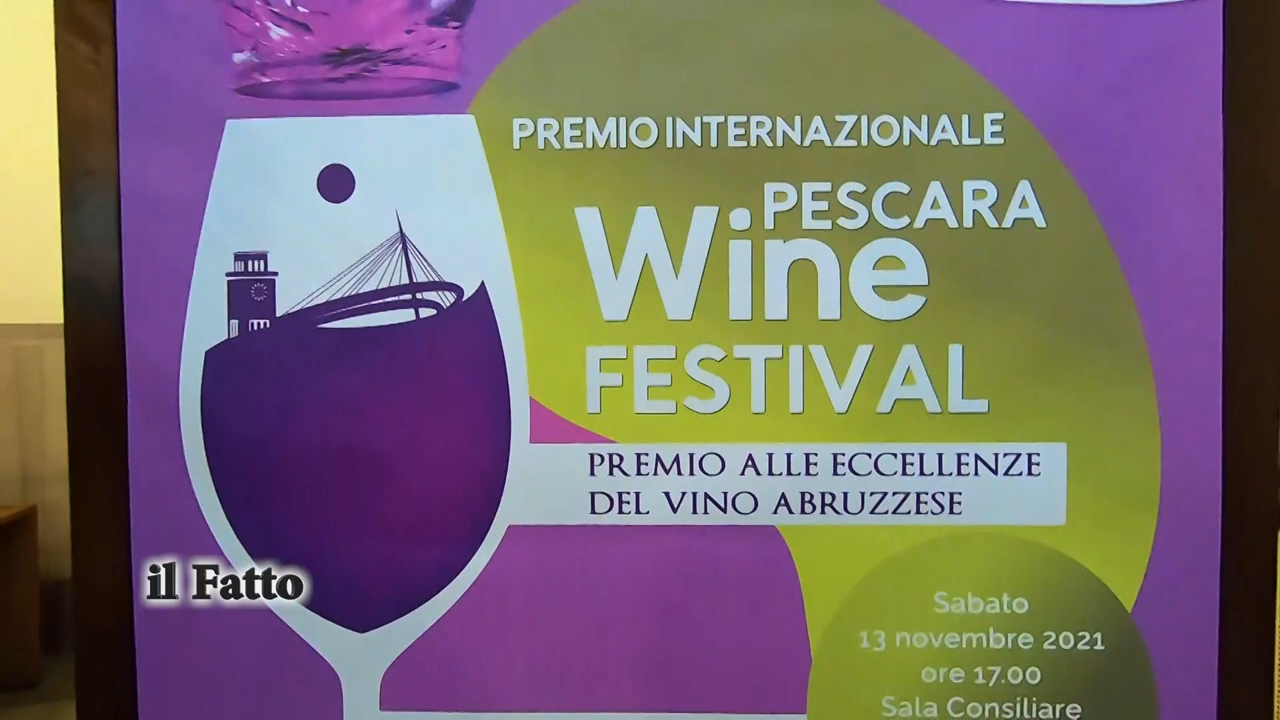 PREMIO INTERNAZIONALE
PESCARA
Wine
FESTIVAL
PREMIO ALLE ECCELLENZE
DEL VINO ABRUZZESE
il Fatto
Sabato
13 novembre 2021
ore 17.00
Sala Consiliare